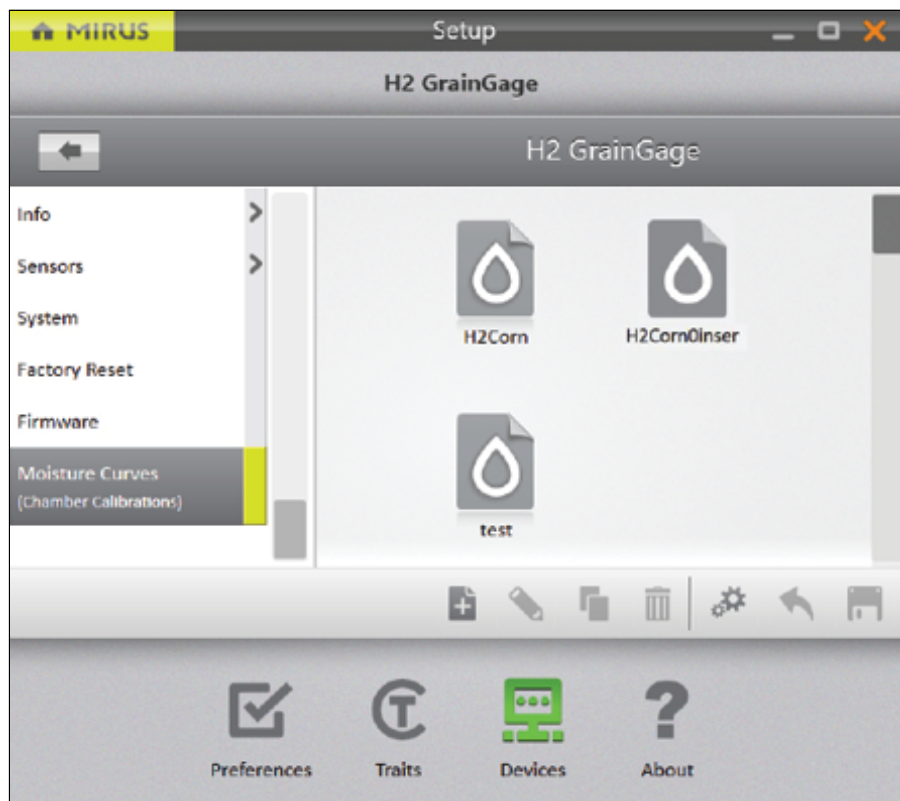 MIRUS
Setup
H2 GrainGage
H2 GrainGage
Info
Sensors
System
Factory Reset
Firmware
Moisture Curves
(Chamber Calibrations)
H2Corn
H2Corn0inser
test
Preferences
Traits
Devices
About